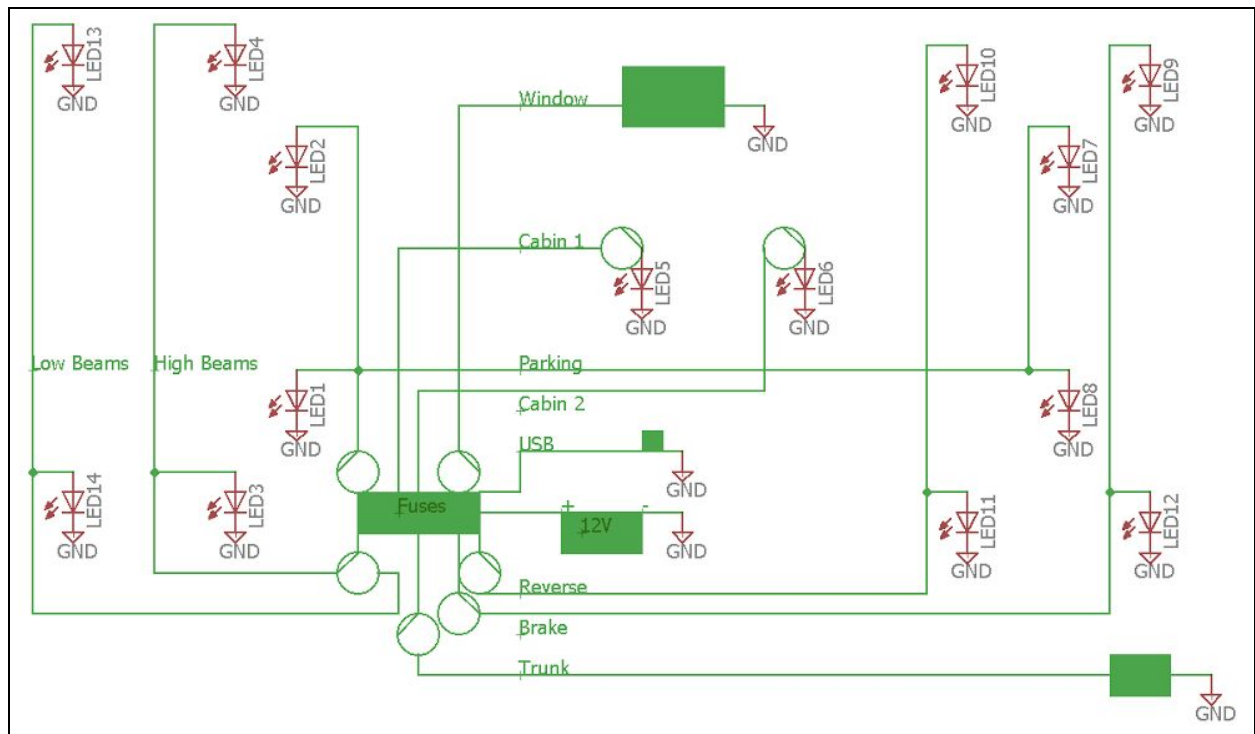 LED13
GND
LED4
GND
LED2
GND
Window
GND
LED10
GND
LED9
GND
LED7
GND
Cabin 1
LED5
GND
LED6
GND
Low Beams
High Beams
Parking
LED1
GND
LED8
GND
Cabin 2
USB
GND
LED14
GND
LED3
GND
Fuses
+
-
12V
GND
LED11
GND
LED12
GND
Reverse
Brake
Trunk
GND